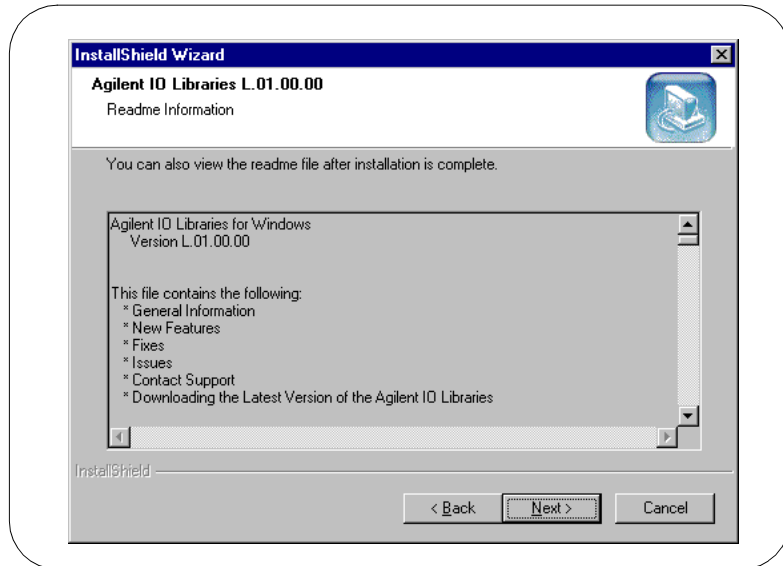 InstallShield Wizard
Agilent IO Libraries L.01.00.00
Readme Information
You can also view the readme file after installation is complete.
Agilent IO Libraries for Windows
Version L.01.00.00
This file contains the following:
* General Information
* New Features
* Fixes
* Issues
* Contact Support
* Downloading the Latest Version of the Agilent IO Libraries
InstallShield
< Back
Next >
Cancel